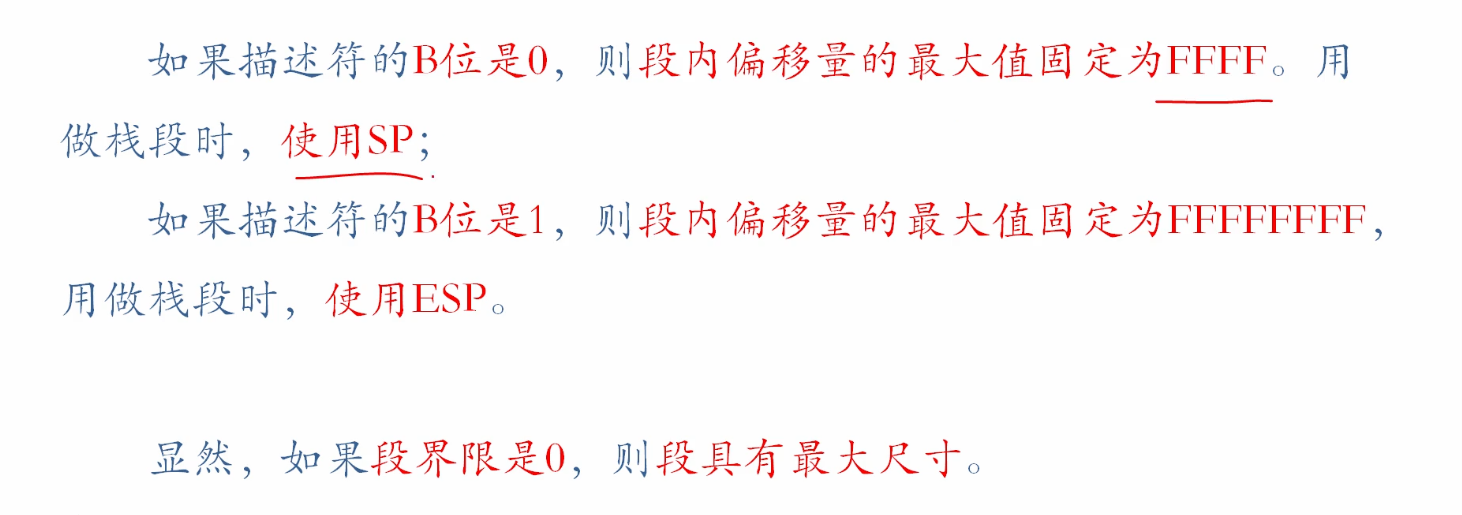 如果描述符的B位是0，则段内偏移量的最大值固定为FFFF。用
做栈段时，使用SP；
如果描述符的B位是1，则段内偏移量的最大值固定为FFFFFFFF，
用做栈段时，使用ESP。
显然，如果段界限是0，则段具有最大尺寸。